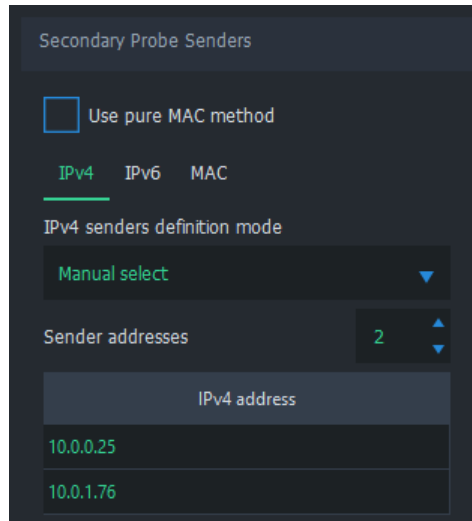 Secondary Probe Senders
Use pure MAC method
IPv4 IPv6 MAC
IPv4 senders definition mode
Manual select
Sender addresses 2
IPv4 address
10.0.0.25
10.0.1.76